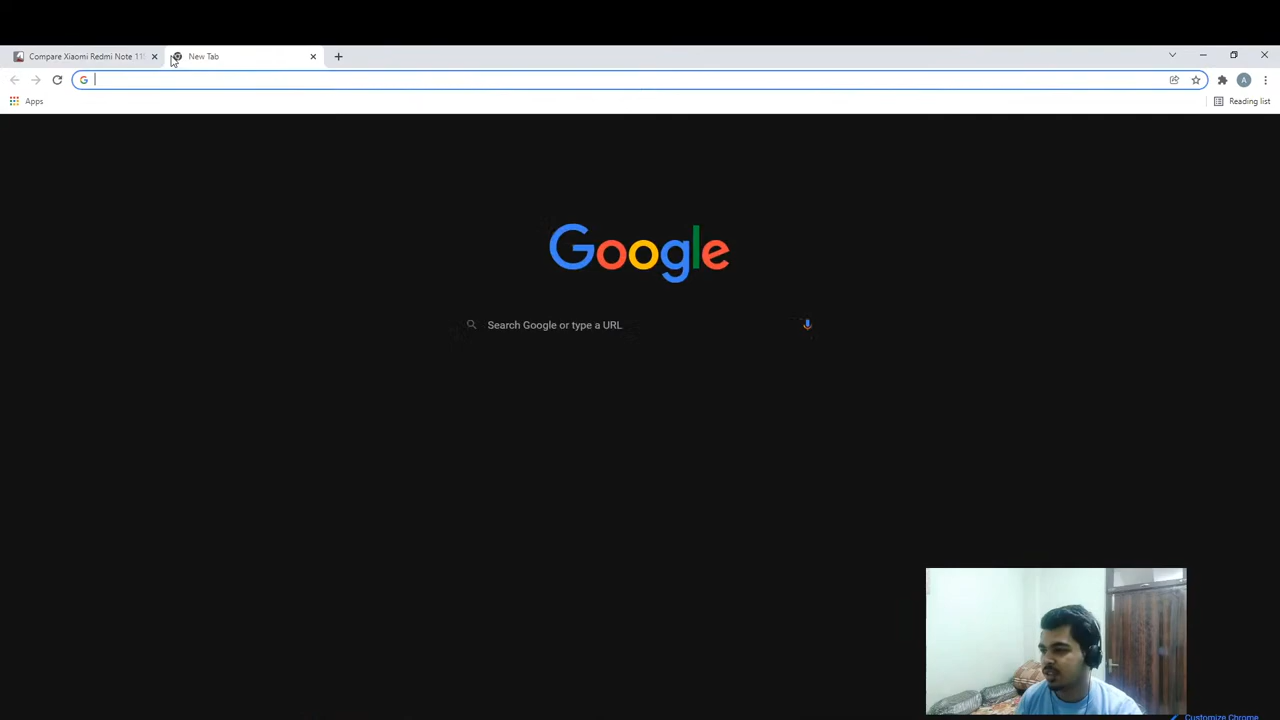 Compare Xiaomi Redmi Note 11
New Tab
G
Apps
Reading list
A
Google
Search Google or type a URL
Customize Chrome